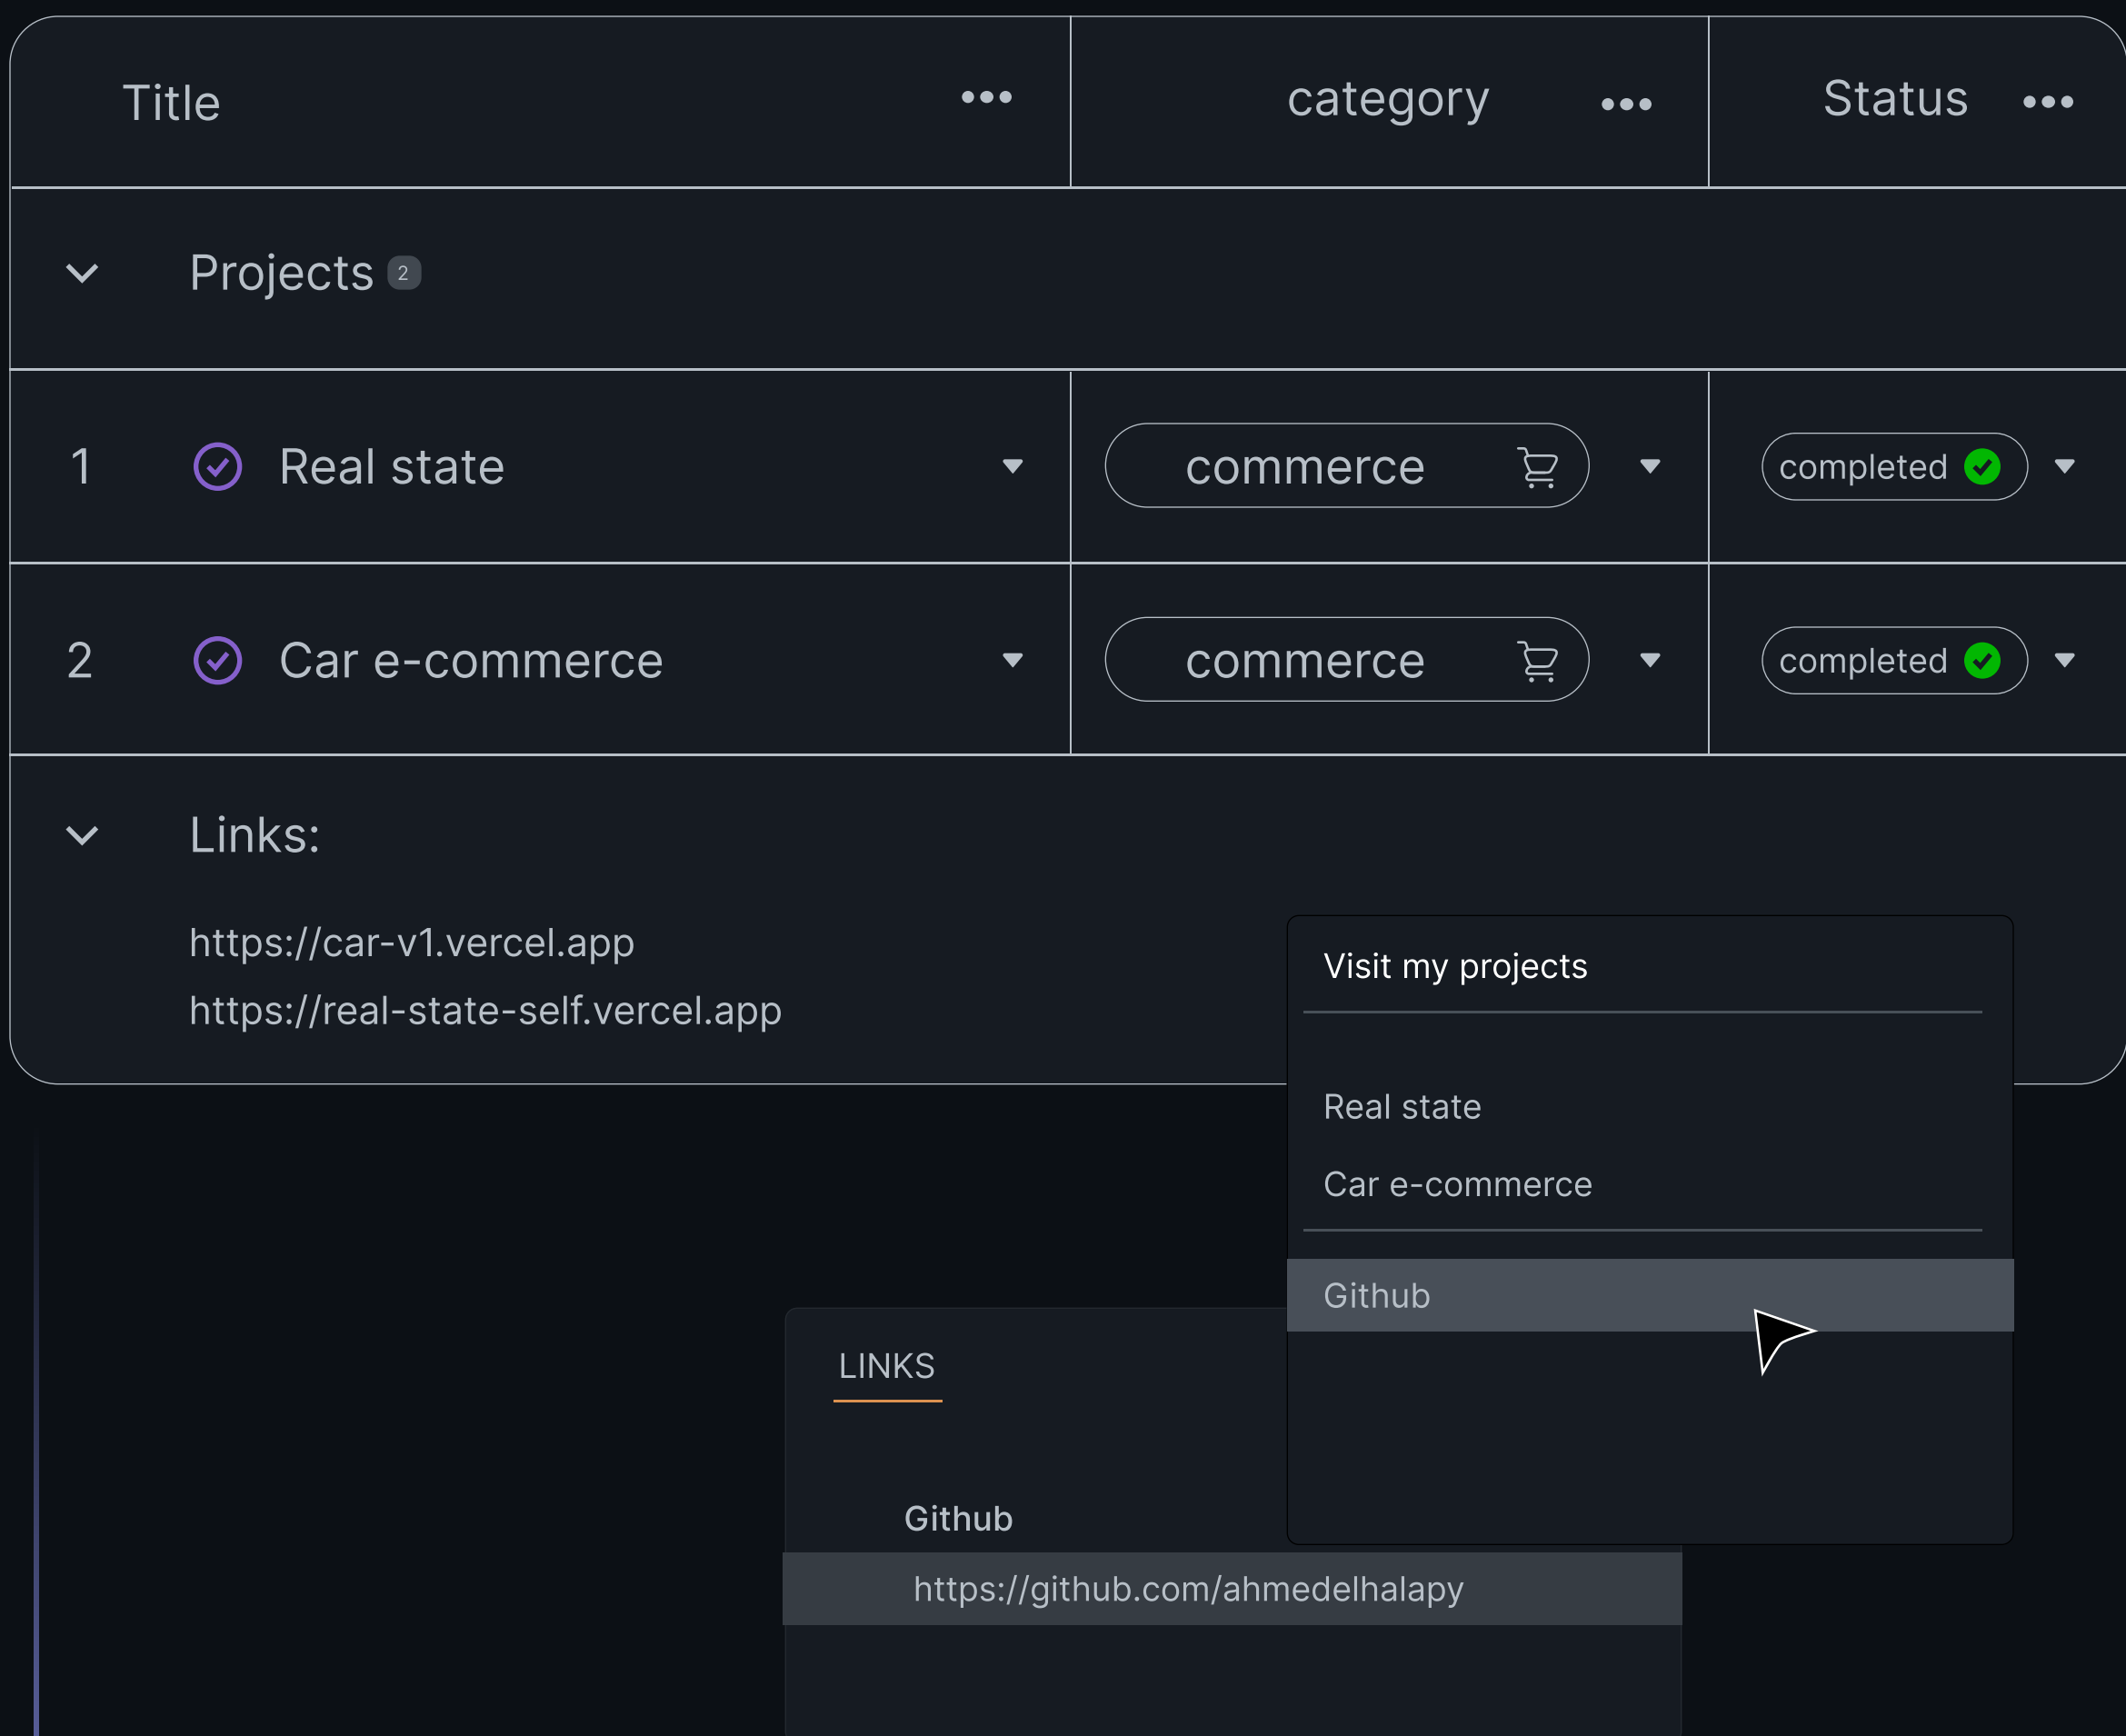 Title category Status
Projects 2
1 Real state commerce completed
2 Car e-commerce commerce completed
Links:
https://car-v1.vercel.app
https://real-state-self.vercel.app
Visit my projects
Real state
Car e-commerce
Github
LINKS
Github
https://github.com/ahmedelhalapy